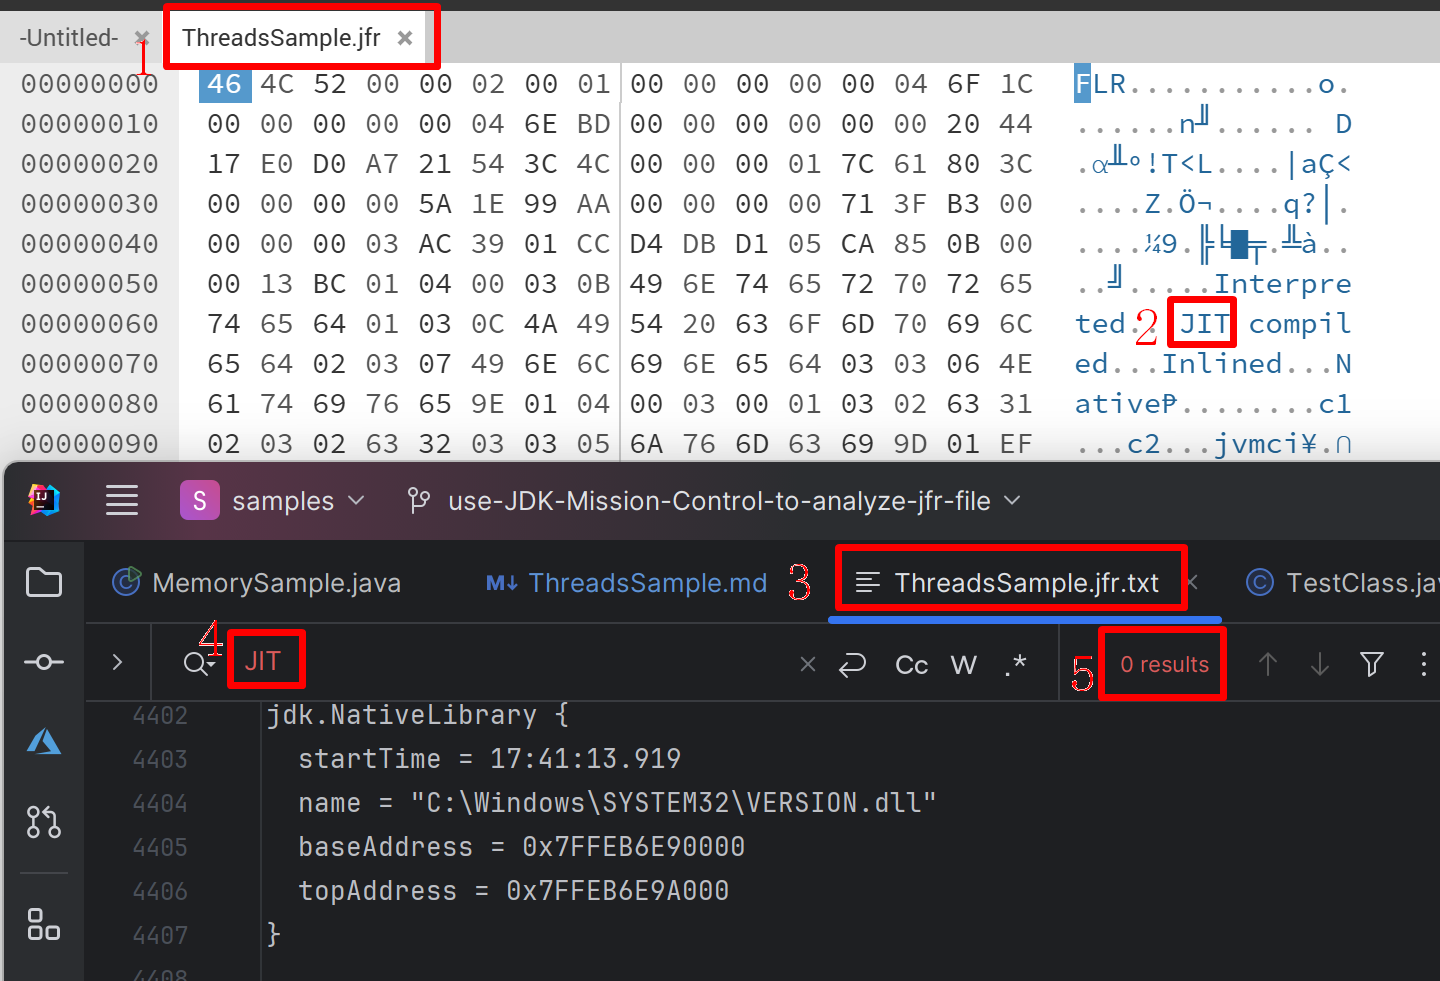 -Untitled- × ThreadsSample.jfr ×
1
00000000 46 4C 52 00 00 02 00 01 00 00 00 00 00 04 6F 1C FLR...........o.
00000010 00 00 00 00 00 04 6E BD 00 00 00 00 00 00 20 44 ......n╜...... D
00000020 17 E0 D0 A7 21 54 3C 4C 00 00 00 01 7C 61 80 3C .α╨º!T<L....|aÇ<
00000030 00 00 00 00 5A 1E 99 AA 00 00 00 00 71 3F B3 00 ....Z.Ö¬....q?│.
00000040 00 00 00 03 AC 39 01 CC D4 DB D1 05 CA 85 0B 00 ....¼9.╠╘█╤.╩à..
00000050 00 13 BC 01 04 00 03 0B 49 6E 74 65 72 70 72 65 ..╝.....Interpre
00000060 74 65 64 01 03 0C 4A 49 54 20 63 6F 6D 70 69 6C ted.. 2 JIT compil
00000070 65 64 02 03 07 49 6E 6C 69 6E 65 64 03 03 06 4E ed...Inlined...N
00000080 61 74 69 76 65 9E 01 04 00 03 00 01 03 02 63 31 ative₧........c1
00000090 02 03 02 63 32 03 03 05 6A 76 6D 63 69 9D 01 EF ...c2...jvmci¥.∩
IJ S samples use-JDK-Mission-Control-to-analyze-jfr-file
MemorySample.java M↓ ThreadsSample.md 3 ThreadsSample.jfr.txt × C TestClass.jav
4 JIT × Cc W .* 5 0 results
4402 jdk.NativeLibrary {
4403 startTime = 17:41:13.919
4404 name = "C:\Windows\SYSTEM32\VERSION.dll"
4405 baseAddress = 0x7FFEB6E90000
4406 topAddress = 0x7FFEB6E9A000
4407 }
4408